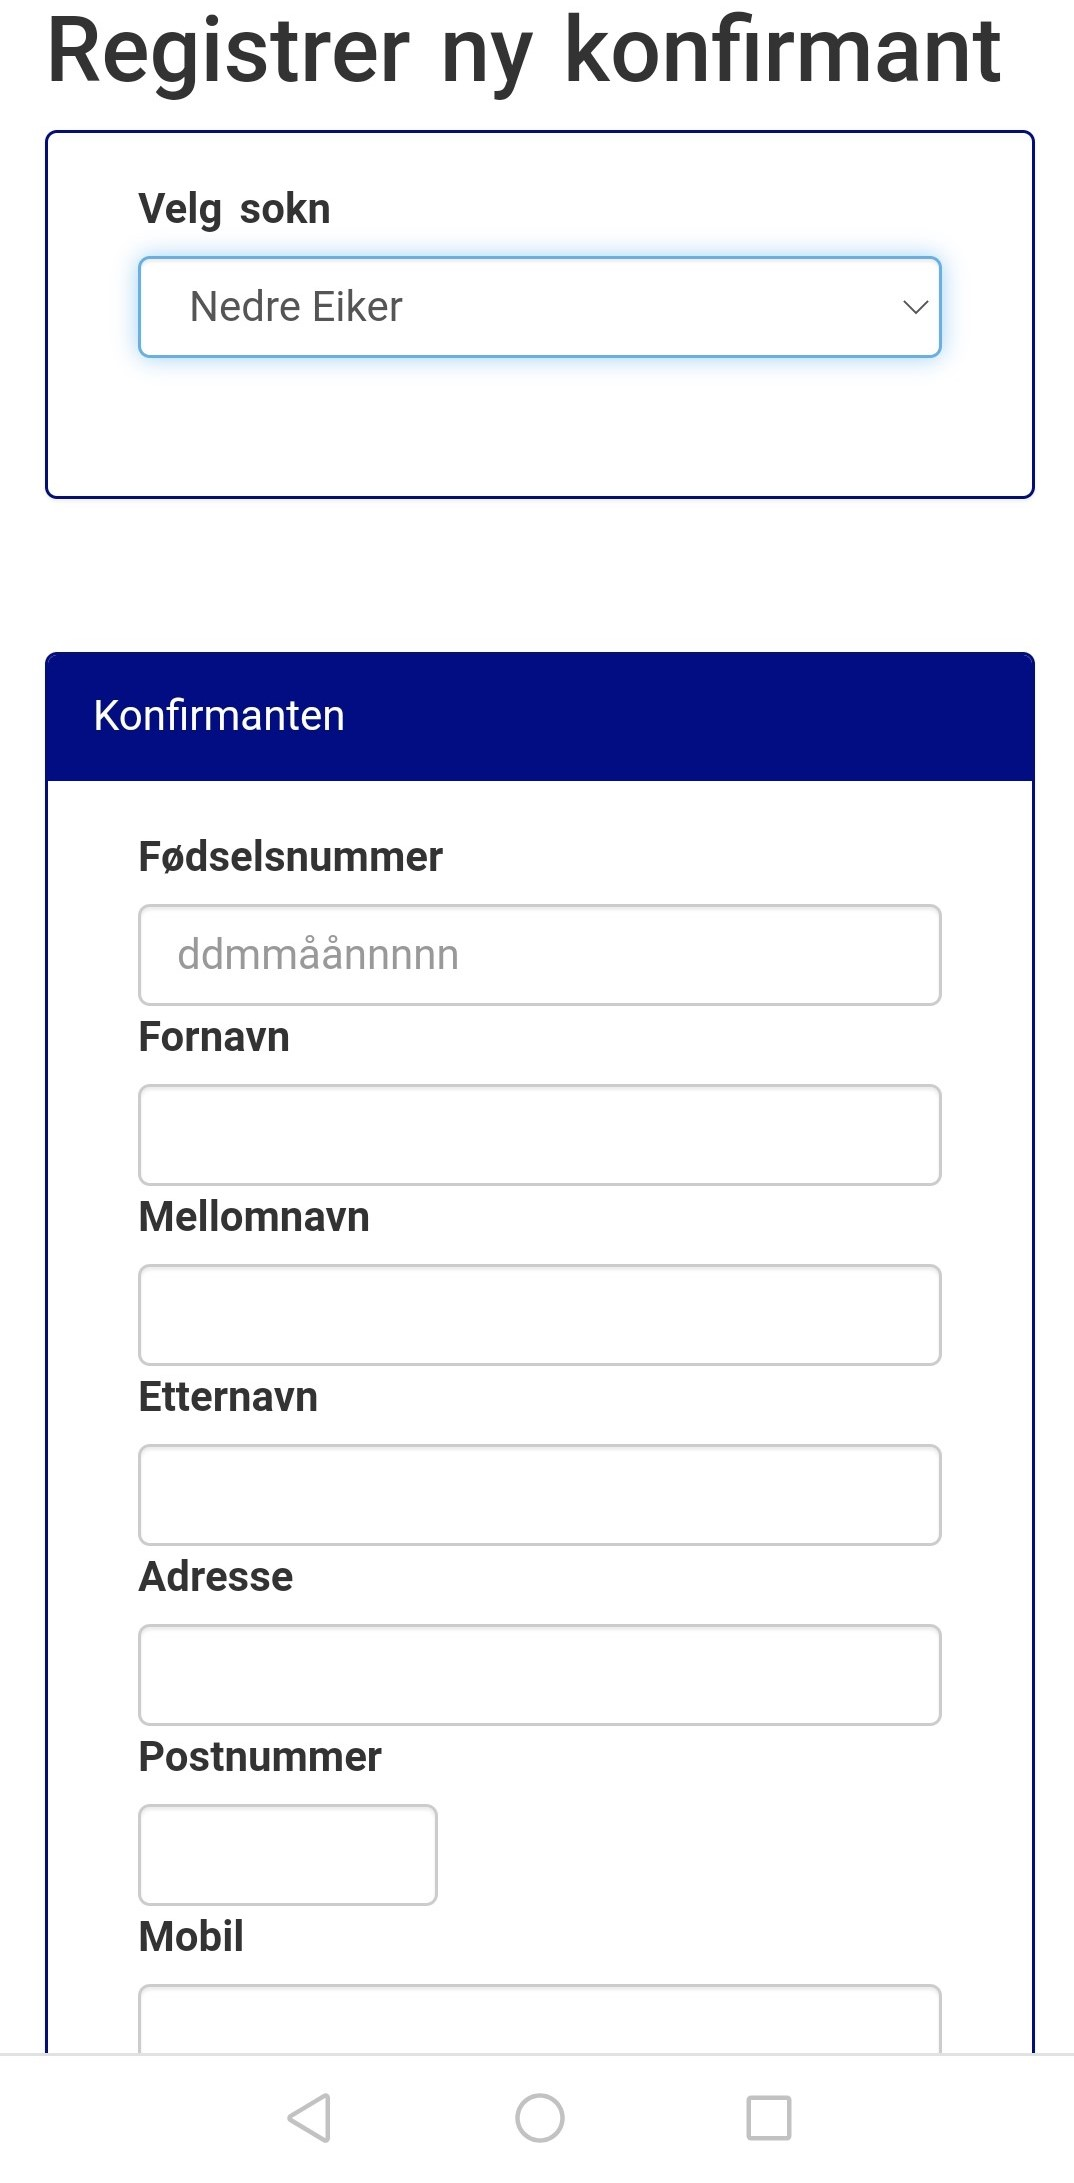 Registrer ny konfirmant
Velg sokn
Nedre Eiker
Konfirmanten
Fødselsnummer
ddmmåånnnnn
Fornavn
Mellomnavn
Etternavn
Adresse
Postnummer
Mobil